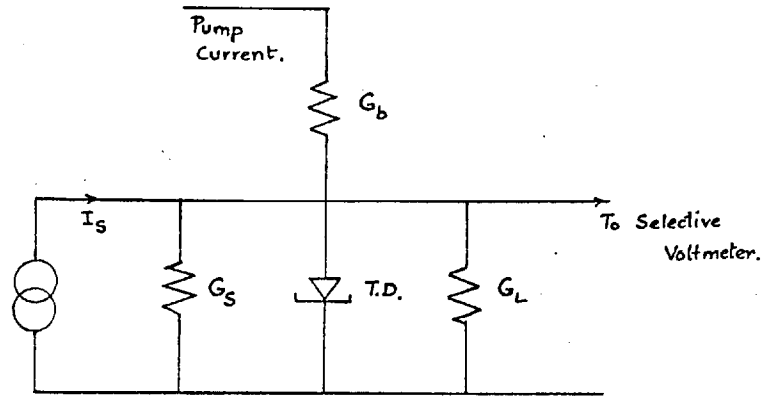 Pump
Current.
G_b
I_S
To Selective
Voltmeter.
G_S
T.D.
G_L